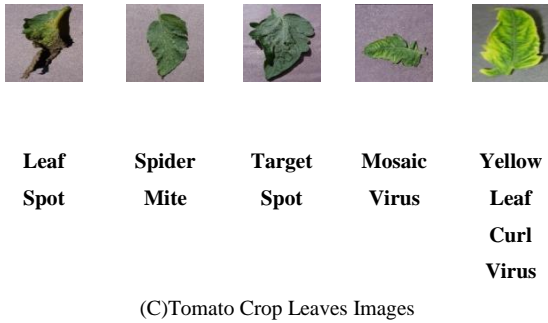 Leaf Spider Target Mosaic Yellow
Spot Mite Spot Virus Leaf
Curl
Virus
(C)Tomato Crop Leaves Images